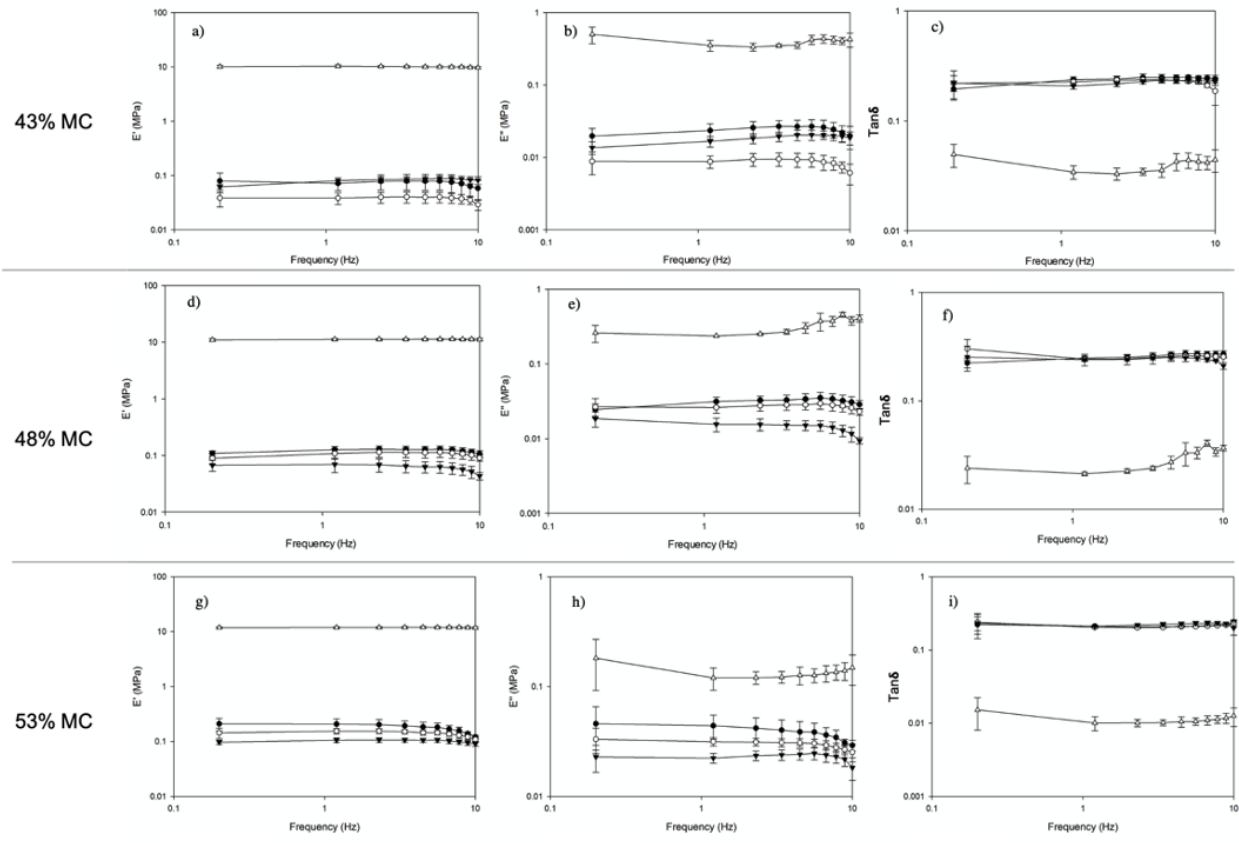 a)
100
10
1
0.1
0.01
E' (MPa)
0.1
1
10
Frequency (Hz)
b)
1
0.1
0.01
0.001
E'' (MPa)
0.1
1
10
Frequency (Hz)
c)
1
0.1
0.01
Tanδ
0.1
1
10
Frequency (Hz)
43% MC
d)
100
10
1
0.1
0.01
E' (MPa)
0.1
1
10
Frequency (Hz)
e)
1
0.1
0.01
0.001
E'' (MPa)
0.1
1
10
Frequency (Hz)
f)
1
0.1
0.01
Tanδ
0.1
1
10
Frequency (Hz)
48% MC
g)
100
10
1
0.1
0.01
E' (MPa)
0.1
1
10
Frequency (Hz)
h)
1
0.1
0.01
E'' (MPa)
0.1
1
10
Frequency (Hz)
i)
1
0.1
0.01
0.001
Tanδ
0.1
1
10
Frequency (Hz)
53% MC